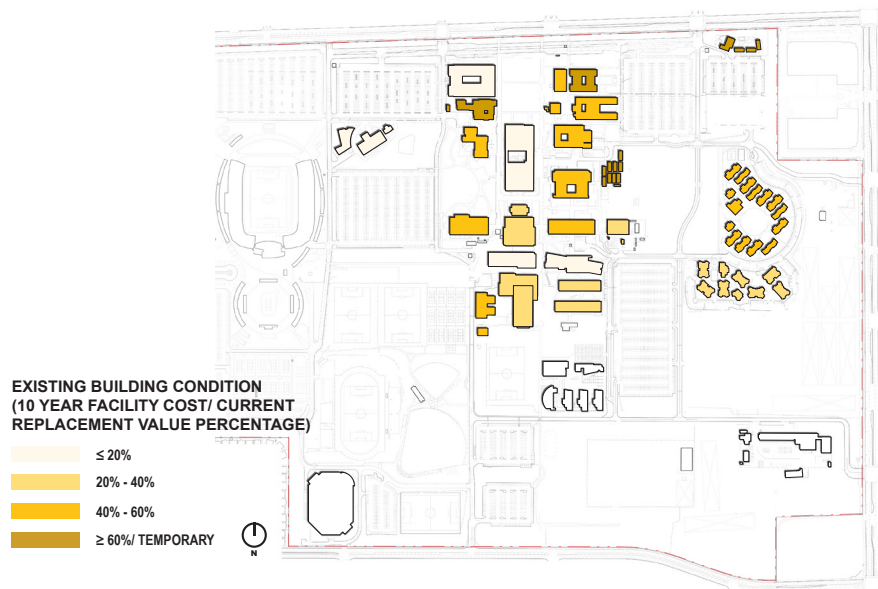 EXISTING BUILDING CONDITION
(10 YEAR FACILITY COST/ CURRENT
REPLACEMENT VALUE PERCENTAGE)
≤ 20%
20% - 40%
40% - 60%
≥ 60%/ TEMPORARY
N